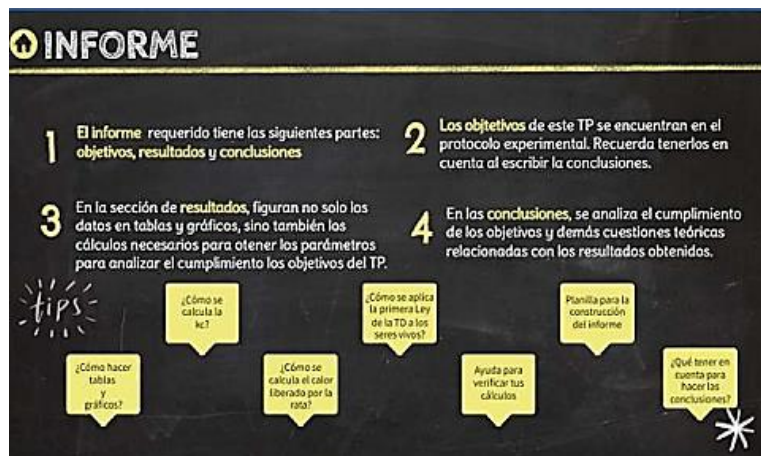 INFORME
1
El informe requerido tiene las siguientes partes:
objetivos, resultados y conclusiones
2
Los objtetivos de este TP se encuentran en el
protocolo experimental. Recuerda tenerlos en
cuenta al escribir la conclusiones.
3
En la sección de resultados, figuran no solo los
datos en tablas y gráficos, sino también los
cálculos necesarios para otener los parámetros
para analizar el cumplimiento los objetivos del TP.
4
En las conclusiones, se analiza el cumplimiento
de los objetivos y demás cuestiones teóricas
relacionadas con los resultados obtenidos.
tips
¿Cómo se
calcula la
kc?
¿Cómo se aplica
la primera Ley
de la TD a los
seres vivos?
Planilla para la
construcción
del informe
¿Cómo hacer
tablas
y
gráficos?
¿Cómo se
calcula el calor
liberado por la
rata?
Ayuda para
verificar tus
cálculos
¿Qué tener en
cuenta para
hacer las
conclusiones?